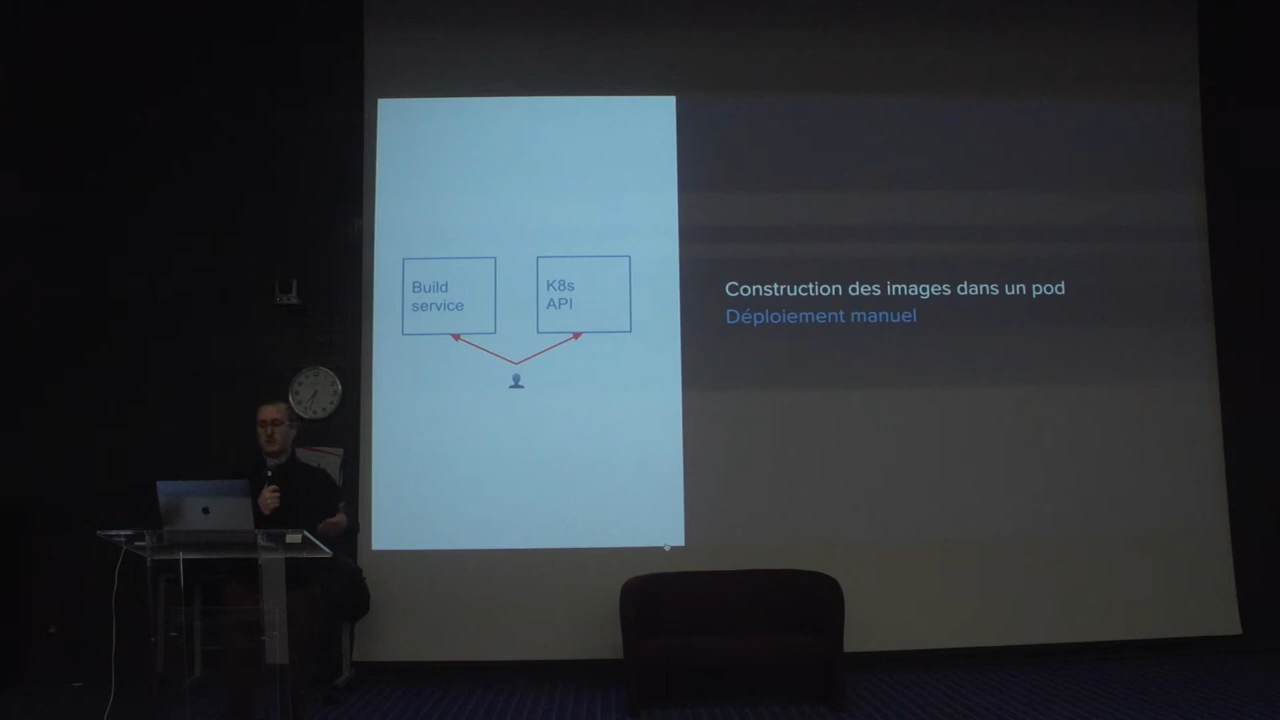 Build
service
K8s
API
Construction des images dans un pod
Déploiement manuel